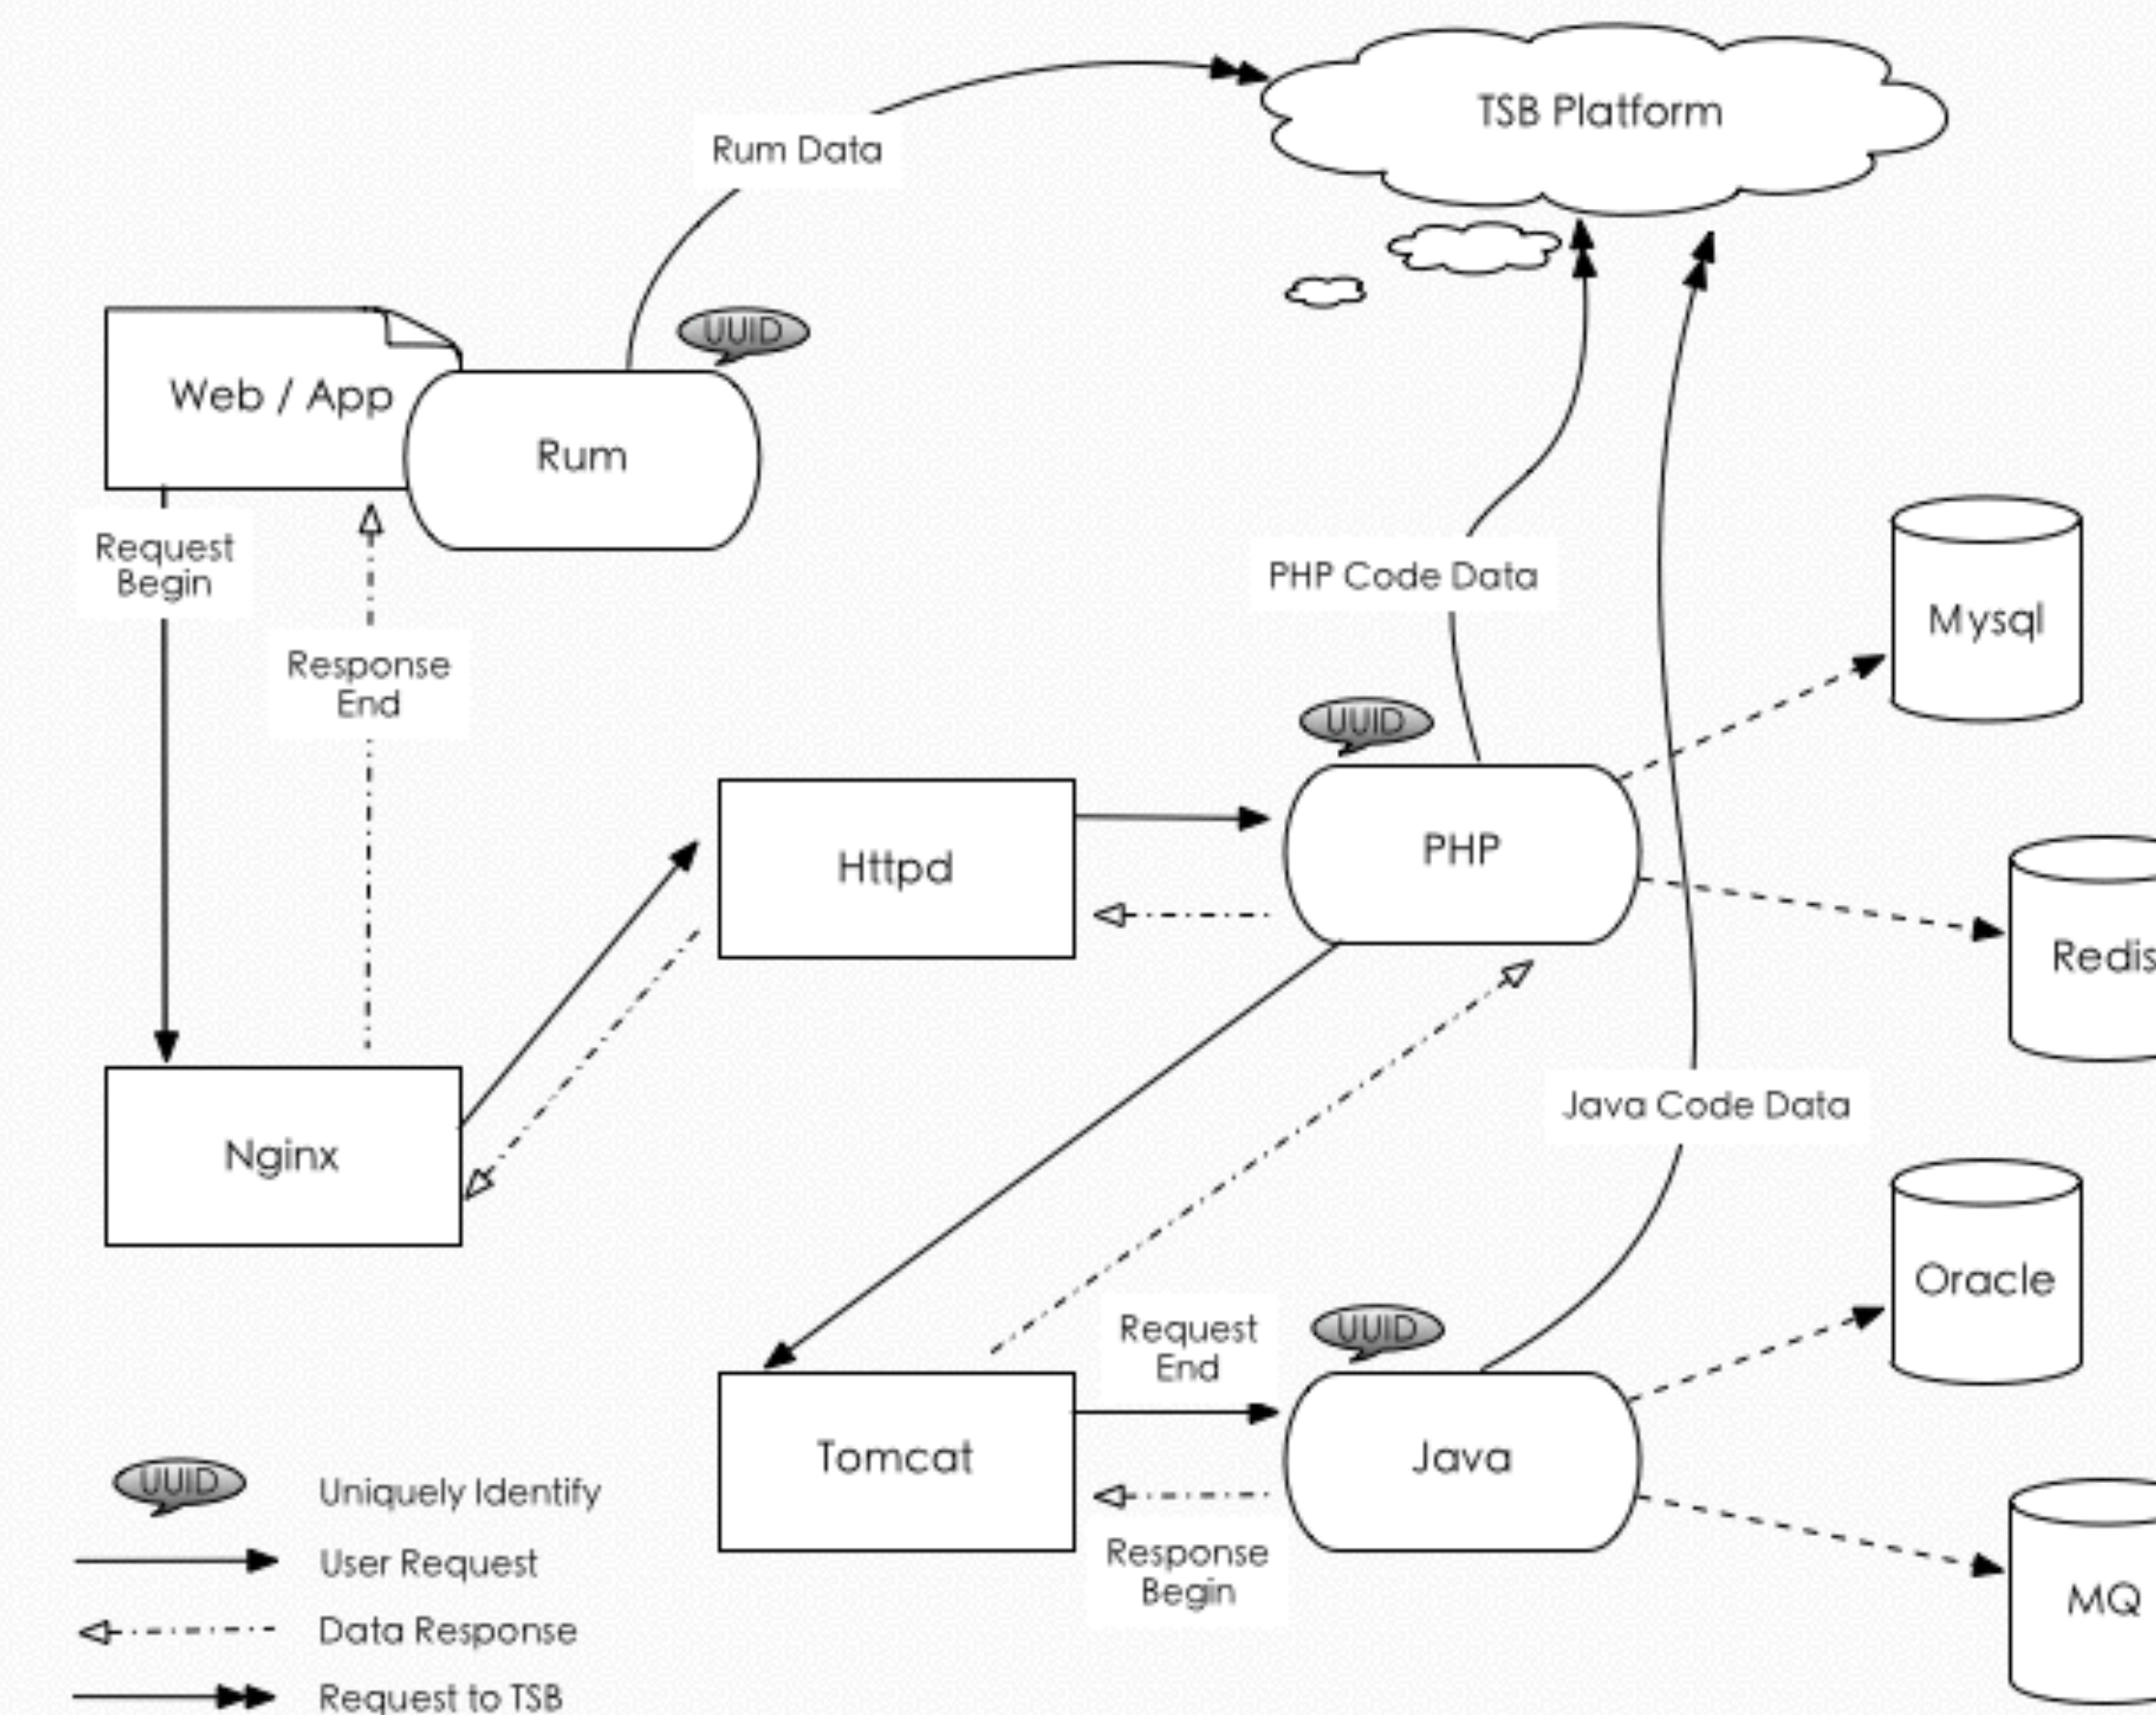 TSB Platform
Rum Data
UUID
Web / App
Rum
Request
Begin
Response
End
PHP Code Data
Mysql
UUID
Httpd
PHP
Redis
Java Code Data
Nginx
Oracle
Request
End
UUID
Tomcat
Java
UUID
Uniquely Identify
Response
Begin
User Request
MQ
Data Response
Request to TSB